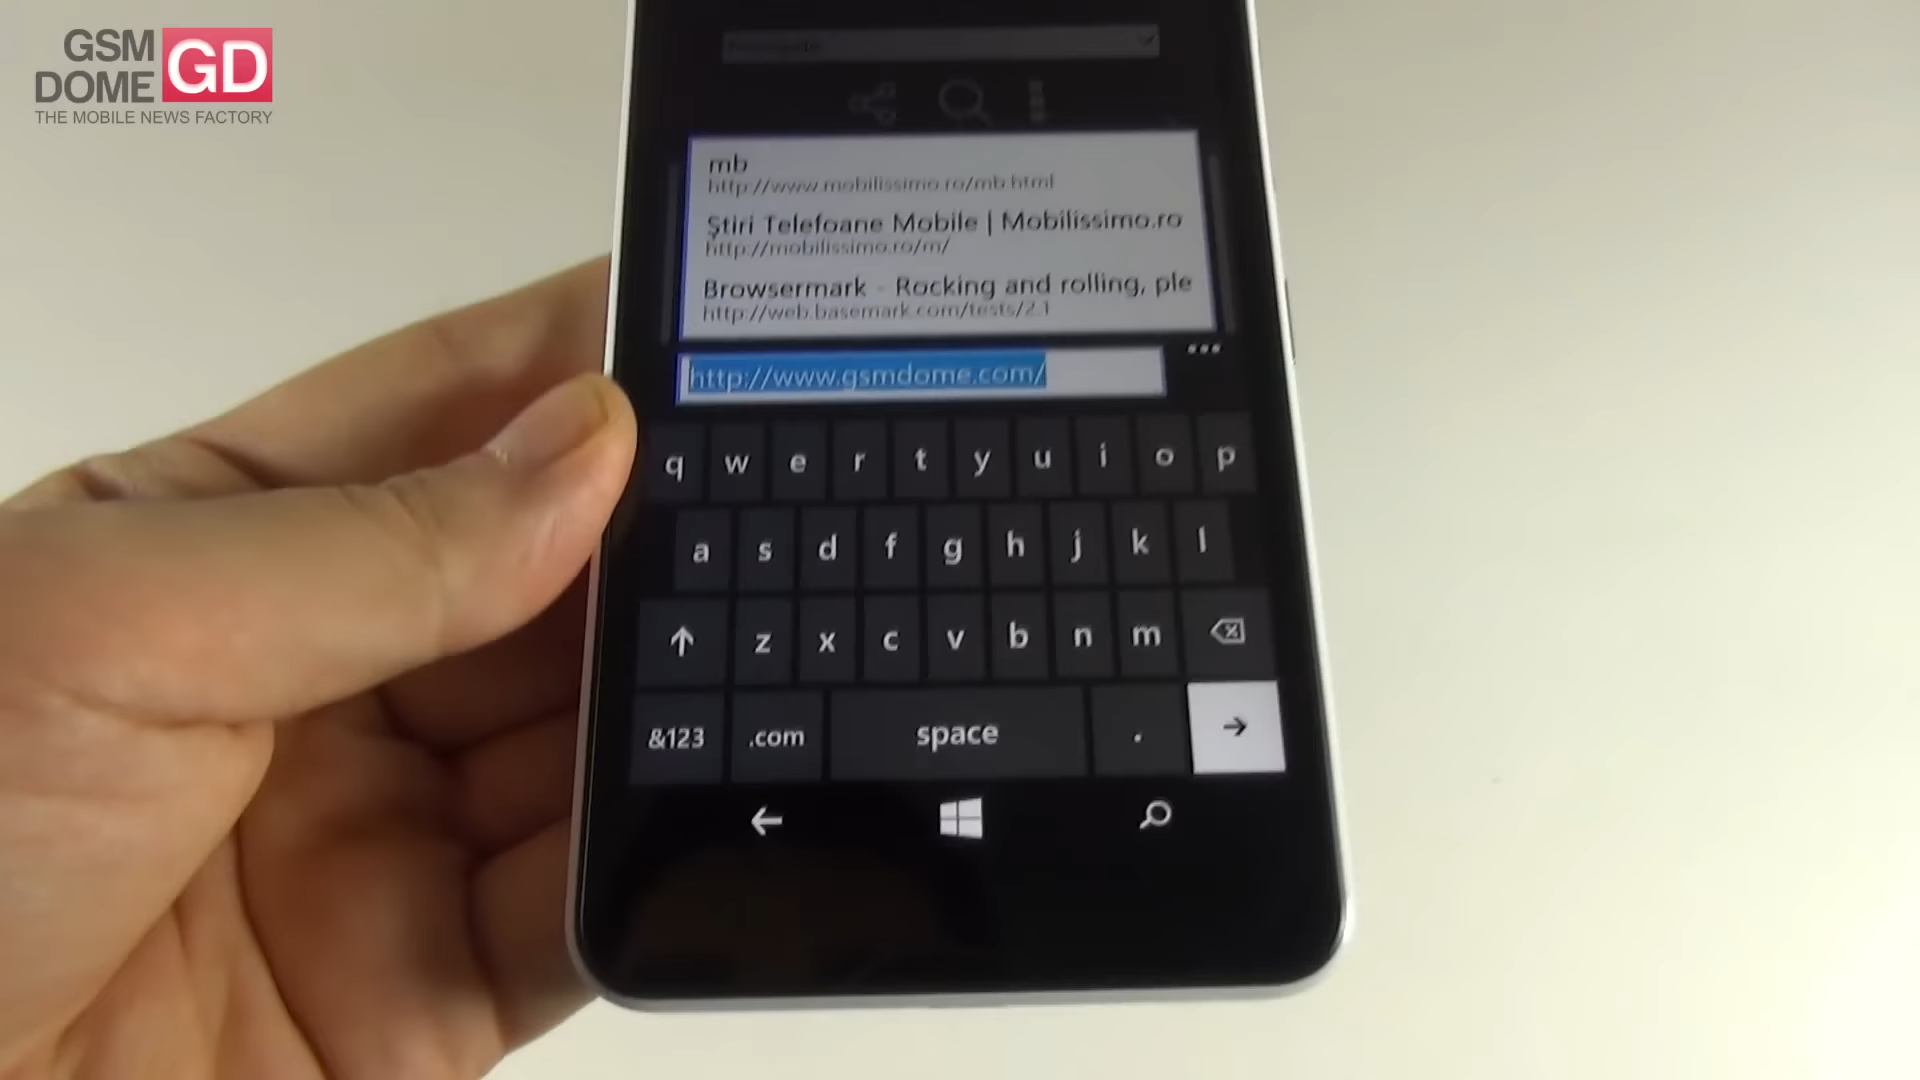 GSM
DOME GD
THE MOBILE NEWS FACTORY
mb
http://www.mobilissimo.ro/mb.html
Știri Telefoane Mobile | Mobilissimo.ro
http://mobilissimo.ro/m/
Browsermark - Rocking and rolling, ple
http://web.basemark.com/tests/2.1
http://www.gsmdome.com/
q w e r t y u i o p
a s d f g h j k l
z x c v b n m
&123 .com space .